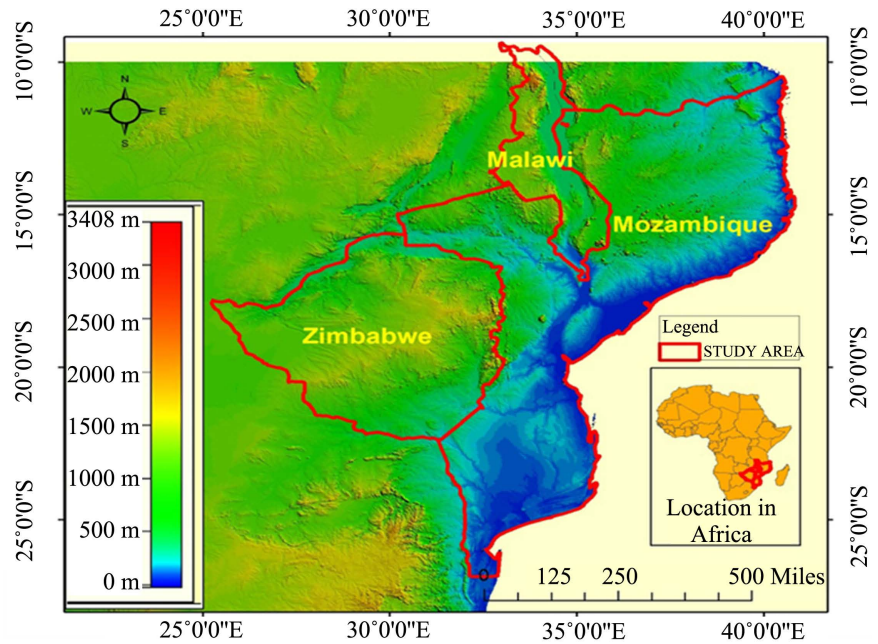 25°0'0"E 30°0'0"E 35°0'0"E 40°0'0"E
10°0'0"S 10°0'0"S
N
W E
S
Malawi
15°0'0"S 15°0'0"S
Mozambique
3408 m
3000 m
2500 m
2000 m
1500 m
1000 m
500 m
0 m
Zimbabwe
Legend
STUDY AREA
20°0'0"S 20°0'0"S
Location in
Africa
25°0'0"S 25°0'0"S
0 125 250 500 Miles
25°0'0"E 30°0'0"E 35°0'0"E 40°0'0"E